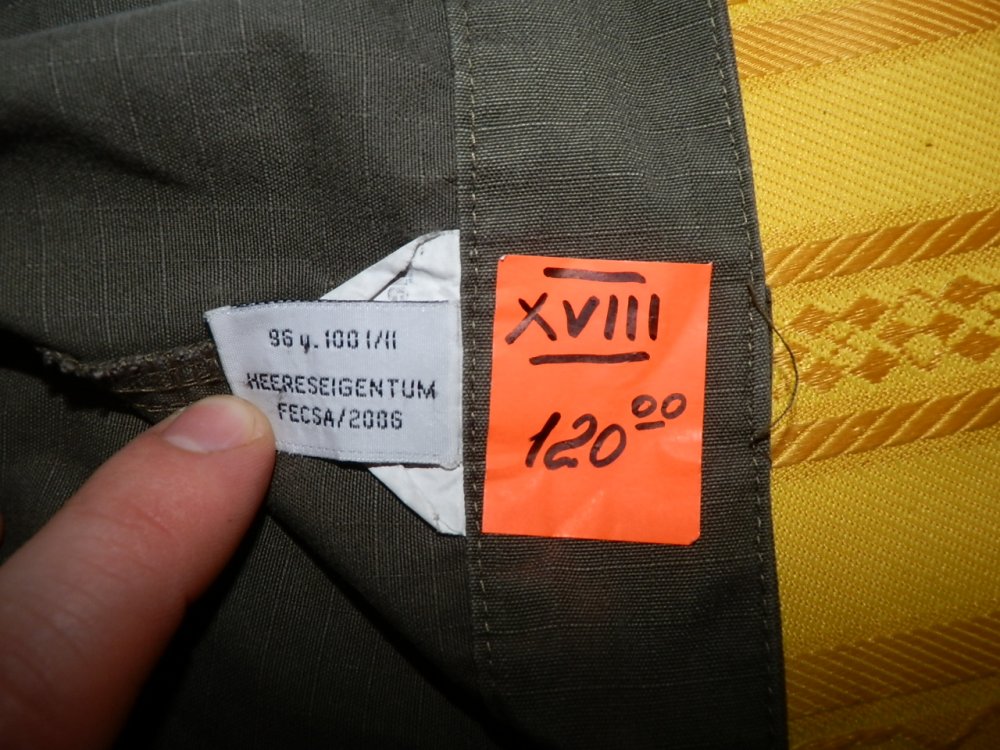 96 u. 100 I/II
HEERESEIGENTUM
FECSA/2006
XVIII
120⁰⁰